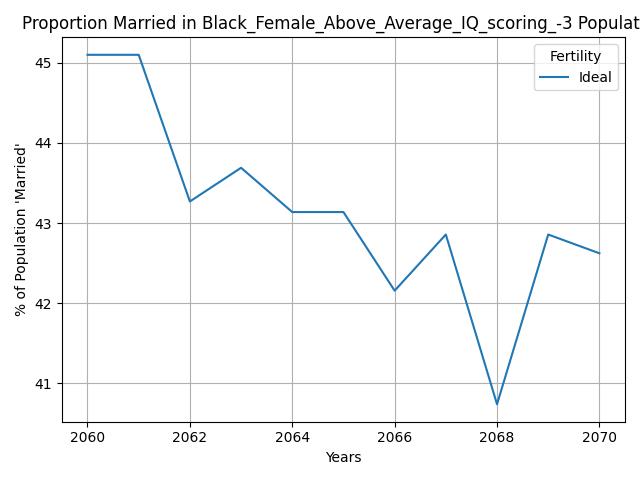 Proportion Married in Black_Female_Above_Average_IQ_scoring_-3 Populat
Fertility
Ideal
% of Population 'Married'
45
44
43
42
41
2060 2062 2064 2066 2068 2070
Years